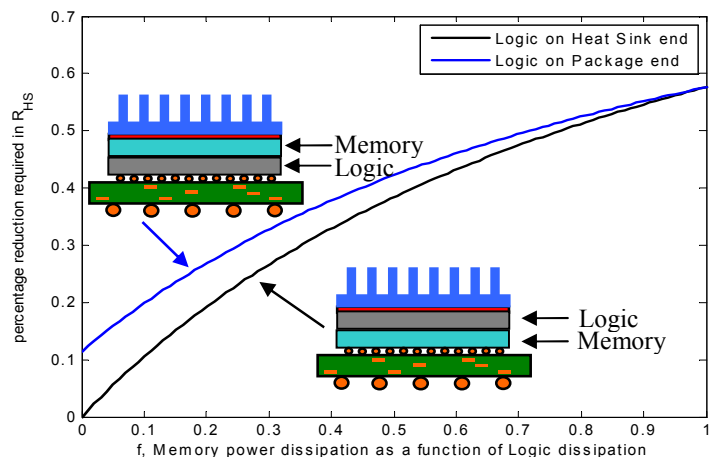 0.7
0.6
0.5
0.4
0.3
0.2
0.1
0
percentage reduction required in R_HS
Logic on Heat Sink end
Logic on Package end
Memory
Logic
Logic
Memory
0 0.1 0.2 0.3 0.4 0.5 0.6 0.7 0.8 0.9 1
f, Memory power dissipation as a function of Logic dissipation